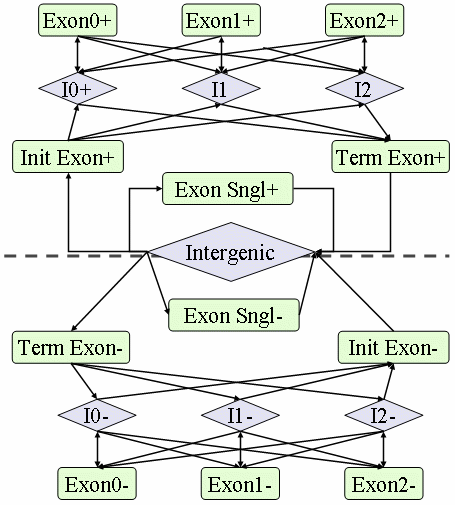 Exon0+ Exon1+ Exon2+
I0+ I1 I2
Init Exon+ Term Exon+
Exon Sngl+
Intergenic
Exon Sngl-
Term Exon- Init Exon-
I0- I1- I2-
Exon0- Exon1- Exon2-